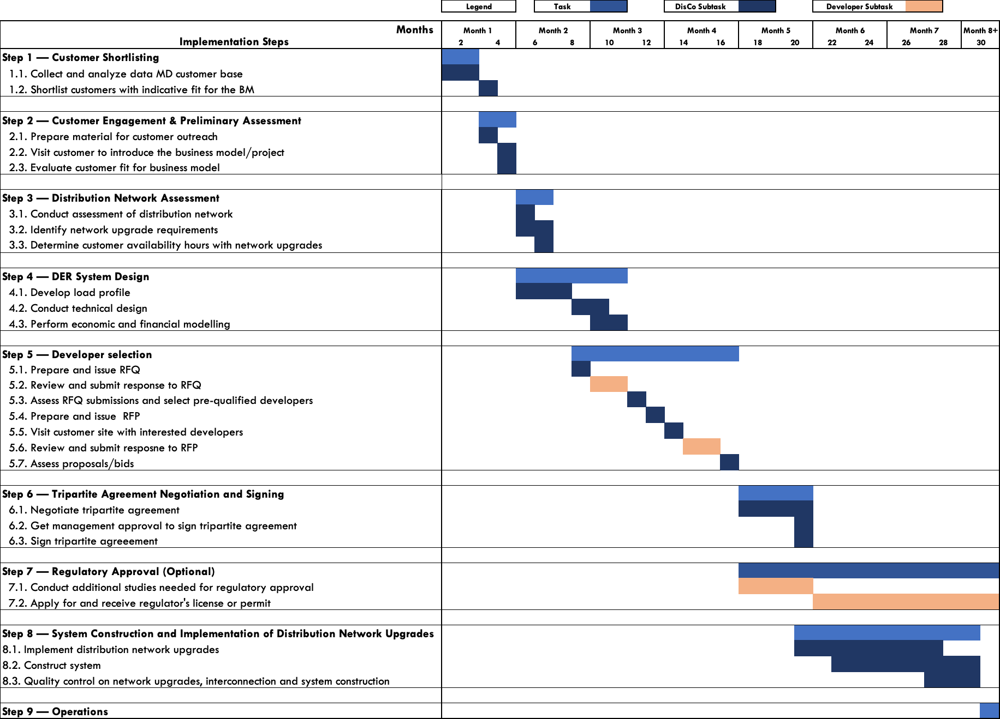 Legend Task DisCo Subtask Developer Subtask
Months Month 1 Month 2 Month 3 Month 4 Month 5 Month 6 Month 7 Month 8+
Implementation Steps 2 4 6 8 10 12 14 16 18 20 22 24 26 28 30
Step 1 — Customer Shortlisting
1.1. Collect and analyze data MD customer base
1.2. Shortlist customers with indicative fit for the BM
Step 2 — Customer Engagement & Preliminary Assessment
2.1. Prepare material for customer outreach
2.2. Visit customer to introduce the business model/project
2.3. Evaluate customer fit for business model
Step 3 — Distribution Network Assessment
3.1. Conduct assessment of distribution network
3.2. Identify network upgrade requirements
3.3. Determine customer availability hours with network upgrades
Step 4 — DER System Design
4.1. Develop load profile
4.2. Conduct technical design
4.3. Perform economic and financial modelling
Step 5 — Developer selection
5.1. Prepare and issue RFQ
5.2. Review and submit response to RFQ
5.3. Assess RFQ submissions and select pre-qualified developers
5.4. Prepare and issue  RFP
5.5. Visit customer site with interested developers
5.6. Review and submit resposne to RFP
5.7. Assess proposals/bids
Step 6 — Tripartite Agreement Negotiation and Signing
6.1. Negotiate tripartite agreement
6.2. Get management approval to sign tripartite agreement
6.3. Sign tripartite agreeement
Step 7 — Regulatory Approval (Optional)
7.1. Conduct additional studies needed for regulatory approval
7.2. Apply for and receive regulator's license or permit
Step 8 — System Construction and Implementation of Distribution Network Upgrades
8.1. Implement distribution network upgrades
8.2. Construct system
8.3. Quality control on network upgrades, interconnection and system construction
Step 9 — Operations